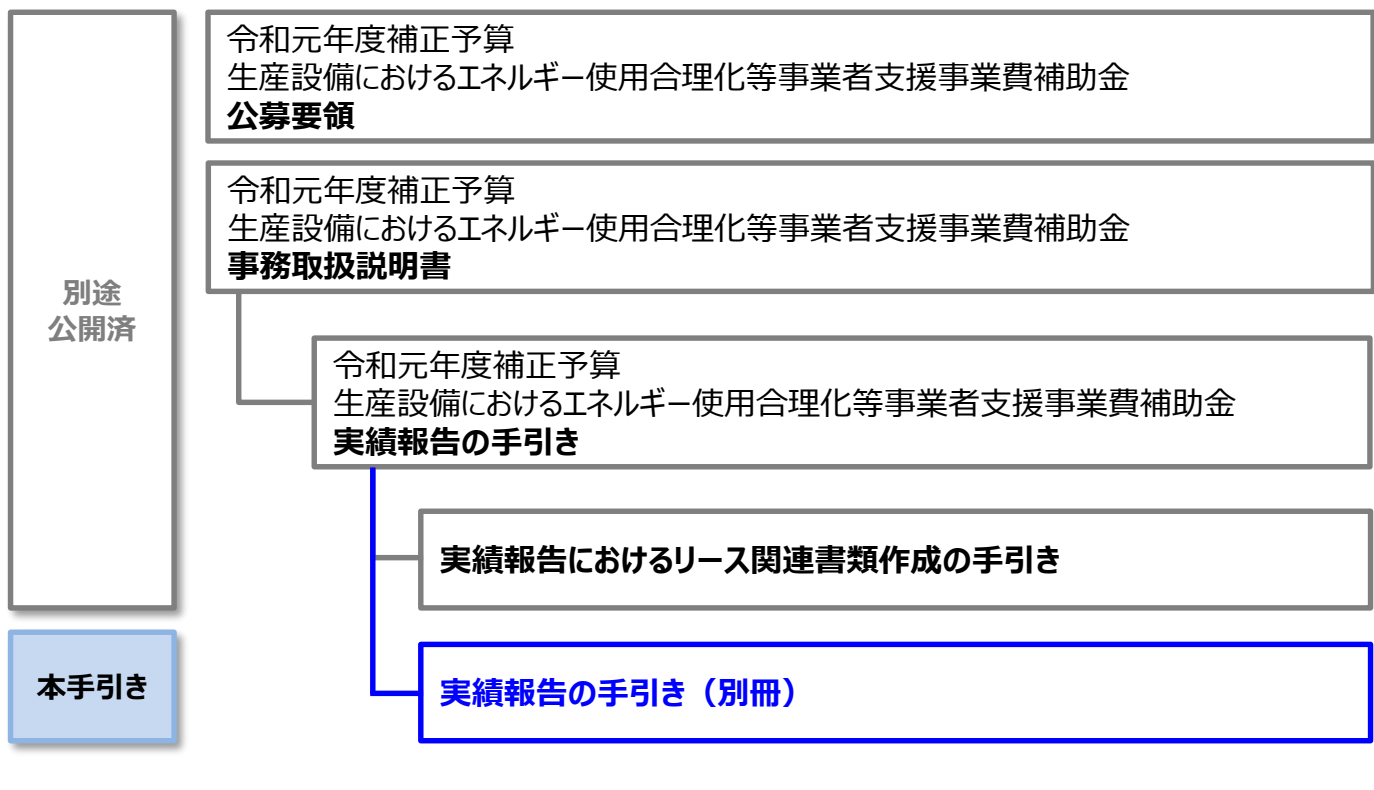 令和元年度補正予算
生産設備におけるエネルギー使用合理化等事業者支援事業費補助金
公募要領
令和元年度補正予算
生産設備におけるエネルギー使用合理化等事業者支援事業費補助金
事務取扱説明書
別途
公開済
令和元年度補正予算
生産設備におけるエネルギー使用合理化等事業者支援事業費補助金
実績報告の手引き
実績報告におけるリース関連書類作成の手引き
本手引き
実績報告の手引き（別冊）